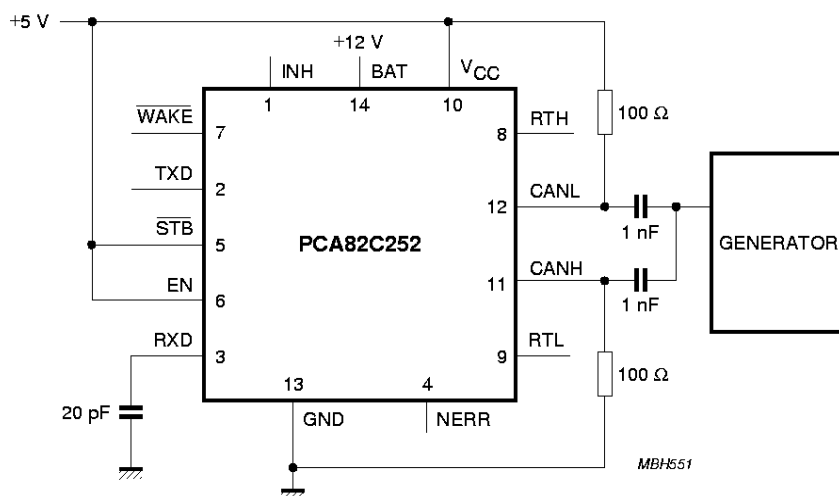 +5 V
+12 V
INH
BAT
VCC
1
14
10
WAKE
7
8
RTH
100 Ω
TXD
2
12
CANL
1 nF
STB
5
PCA82C252
GENERATOR
EN
6
11
CANH
1 nF
RXD
3
9
RTL
100 Ω
13
4
20 pF
GND
NERR
MBH551